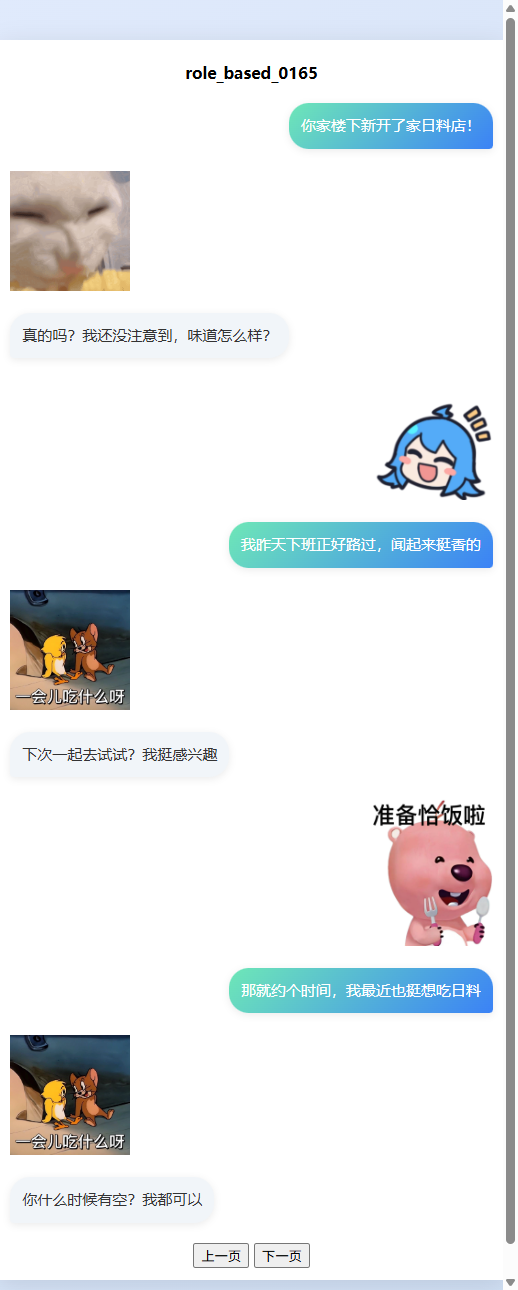 role_based_0165
你家楼下新开了家日料店！
真的吗？我还没注意到，味道怎么样？
我昨天下班正好路过，闻起来挺香的
一会儿吃什么呀
下次一起去试试？我挺感兴趣
准备恰饭啦
那就约个时间，我最近也挺想吃日料
一会儿吃什么呀
你什么时候有空？我都可以
上一页 下一页